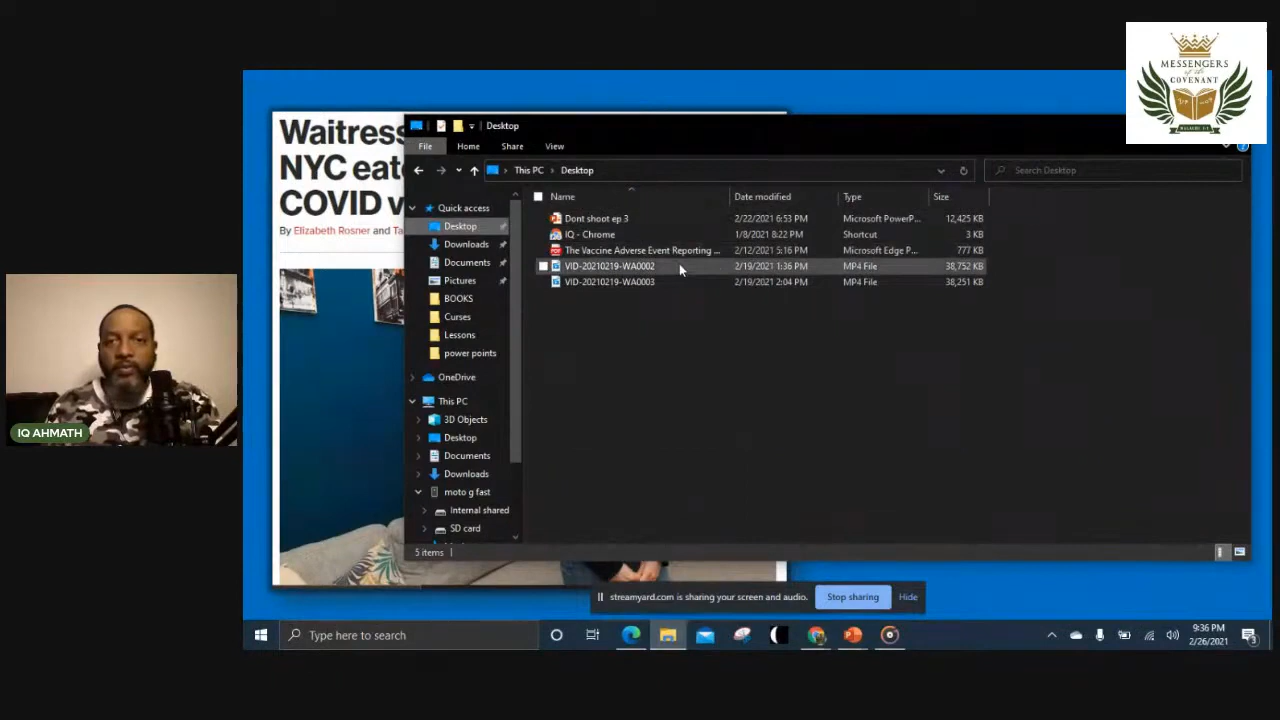 MESSENGERS
of the
COVENANT
Waitress
NYC eate
COVID v
By Elizabeth Rosner and Ta
Desktop
File Home Share View
This PC > Desktop
Search Desktop
Name Date modified Type Size
Dont shoot ep 3 2/22/2021 6:53 PM Microsoft PowerP... 12,425 KB
IQ - Chrome 1/8/2021 8:22 PM Shortcut 3 KB
The Vaccine Adverse Event Reporting ... 2/12/2021 5:16 PM Microsoft Edge P... 777 KB
VID-20210219-WA0002 2/19/2021 1:36 PM MP4 File 38,752 KB
VID-20210219-WA0003 2/19/2021 2:04 PM MP4 File 38,251 KB
Quick access
Desktop
Downloads
Documents
Pictures
BOOKS
Curses
Lessons
power points
OneDrive
This PC
3D Objects
Desktop
Documents
Downloads
moto g fast
Internal shared
SD card
5 items
IQ AHMATH
streamyard.com is sharing your screen and audio. Stop sharing Hide
Type here to search
9:36 PM
2/26/2021
3